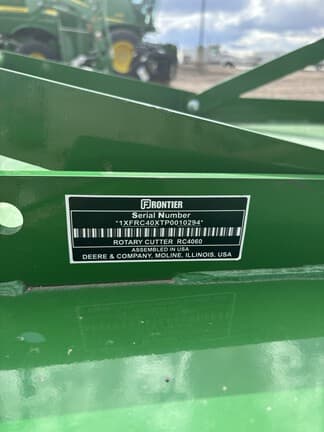 FRONTIER
Serial Number
*1XFRC40XTP0010294*
ROTARY CUTTER RC4060
ASSEMBLED IN USA
DEERE & COMPANY, MOLINE, ILLINOIS, USA